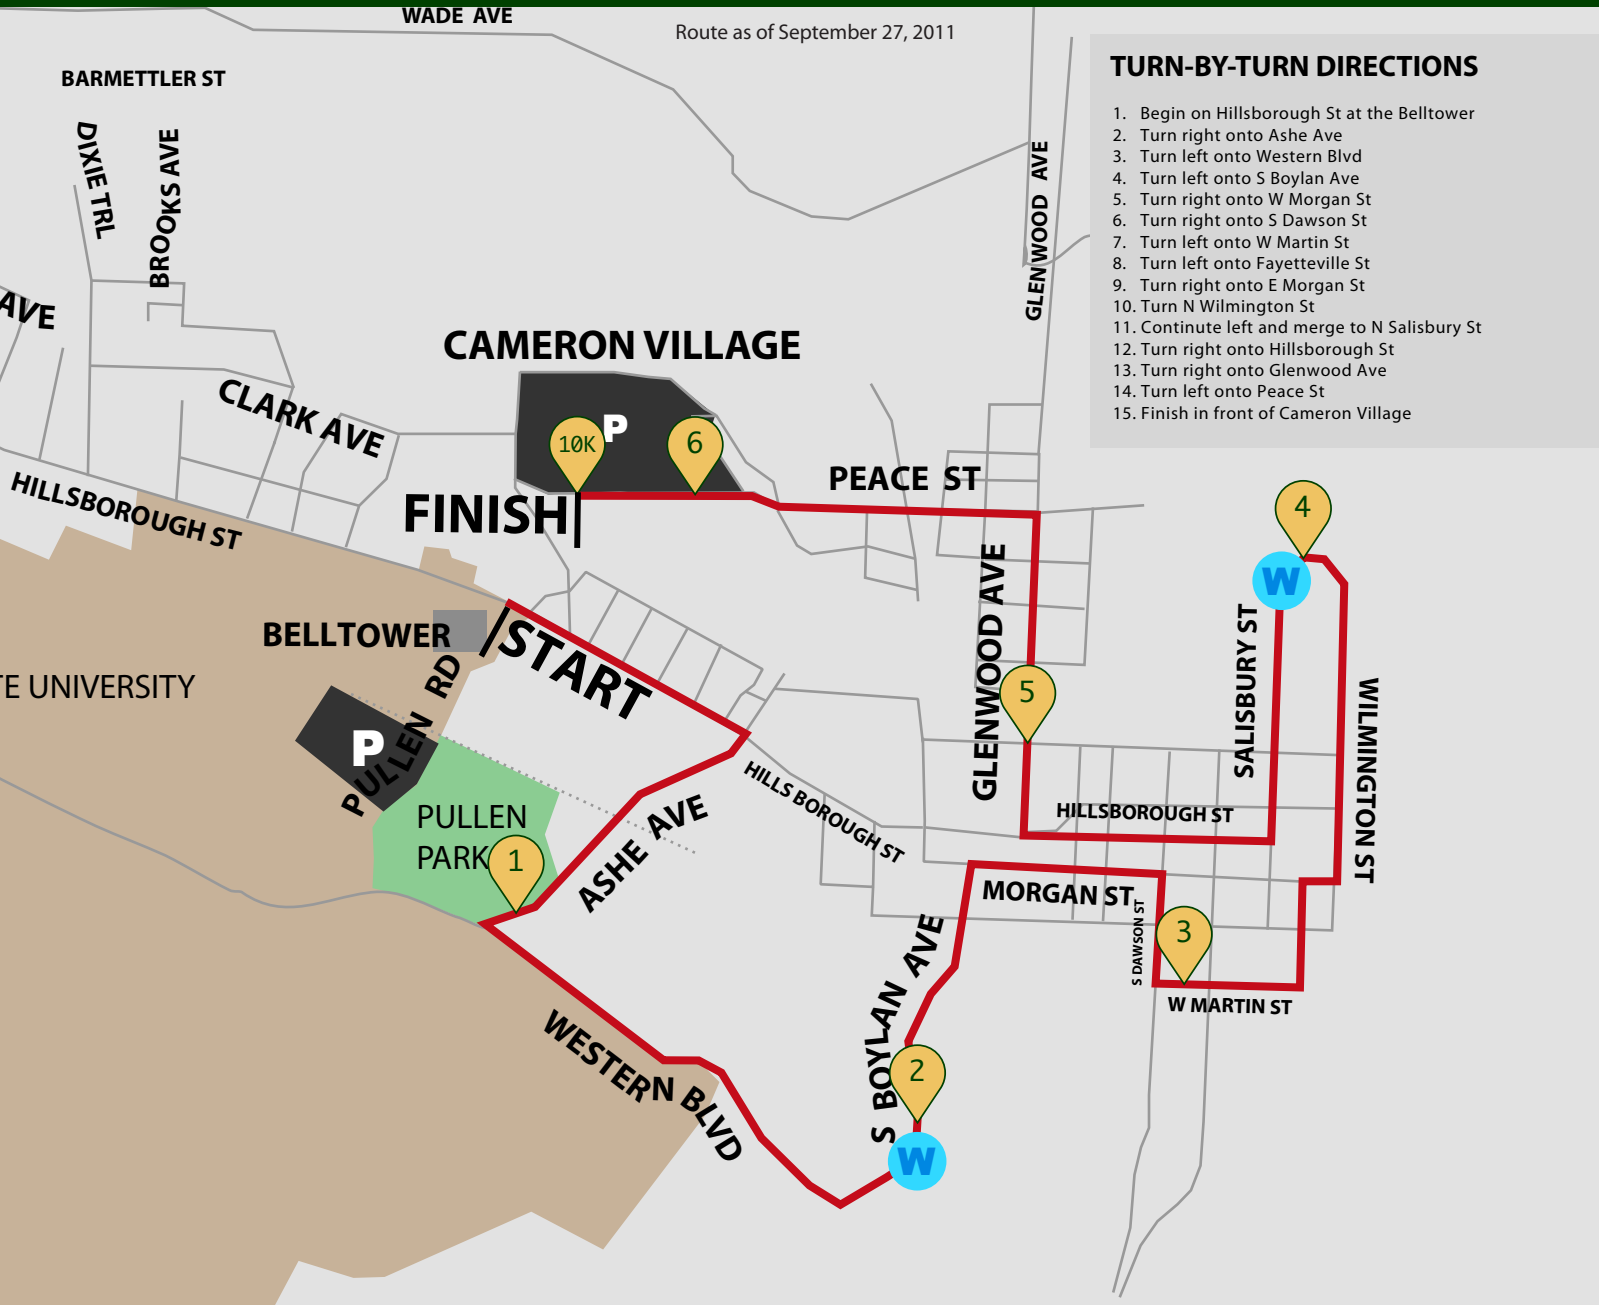 WADE AVE
Route as of September 27, 2011
BARMETTLER ST
DIXIE TRL
BROOKS AVE
GLENWOOD AVE
TURN-BY-TURN DIRECTIONS
1. Begin on Hillsborough St at the Belltower
2. Turn right onto Ashe Ave
3. Turn left onto Western Blvd
4. Turn left onto S Boylan Ave
5. Turn right onto W Morgan St
6. Turn right onto S Dawson St
7. Turn left onto W Martin St
8. Turn left onto Fayetteville St
9. Turn right onto E Morgan St
10. Turn N Wilmington St
11. Continue left and merge to N Salisbury St
12. Turn right onto Hillsborough St
13. Turn right onto Glenwood Ave
14. Turn left onto Peace St
15. Finish in front of Cameron Village
AVE
CAMERON VILLAGE
CLARK AVE
P
10K
6
PEACE ST
HILLSBOROUGH ST
FINISH
4
W
GLENWOOD AVE
BELLTOWER
START
SALISBURY ST
TE UNIVERSITY
PULLEN RD
5
WILMINGTON ST
P
HILLSBOROUGH ST
HILLSBOROUGH ST
PULLEN
PARK
1
ASHE AVE
MORGAN ST
S DAWSON ST
3
W MARTIN ST
S BOYLAN AVE
WESTERN BLVD
2
W